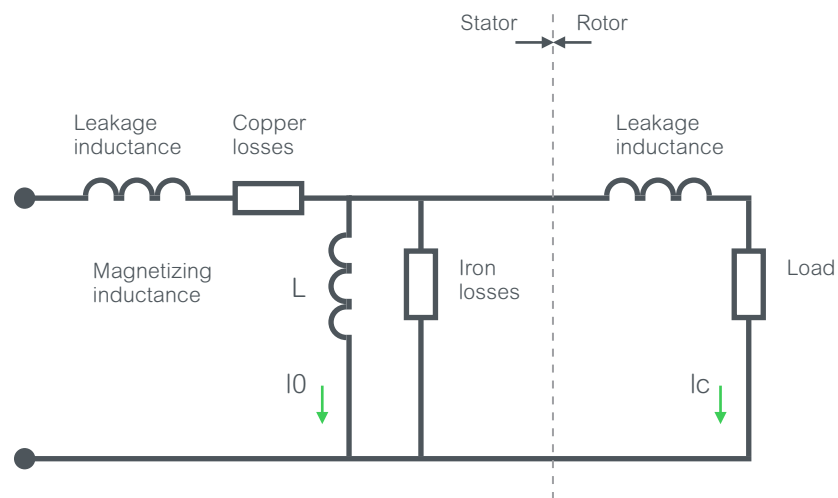 Stator
Rotor
Leakage
inductance
Copper
losses
Leakage
inductance
Magnetizing
inductance
L
Iron
losses
Load
I0
Ic